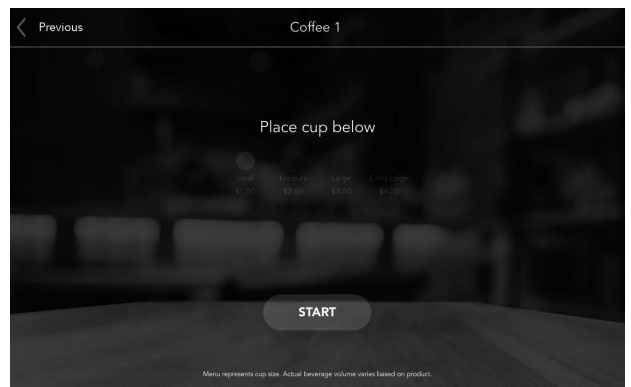 Previous
Coffee 1
Place cup below
Small Medium Large Extra Large
$1.00 $2.00 $3.00 $4.00
START
Menu represents cup size. Actual beverage volume varies based on product.